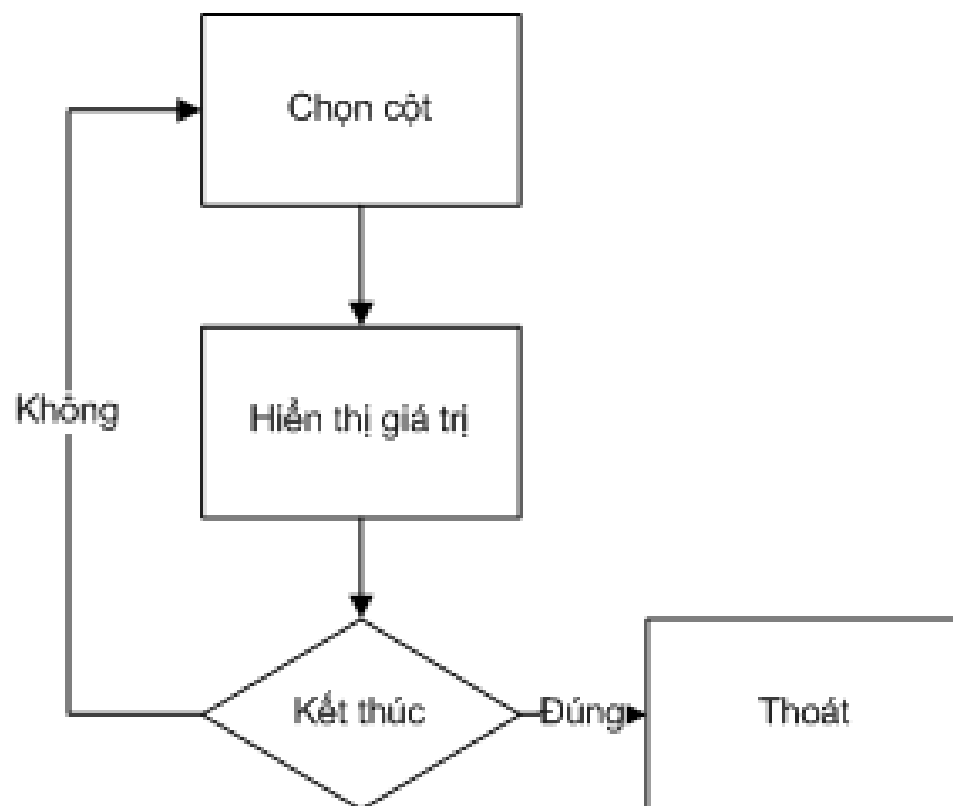 Chọn cột
Không
Hiển thị giá trị
Kết thúc
Đúng
Thoát